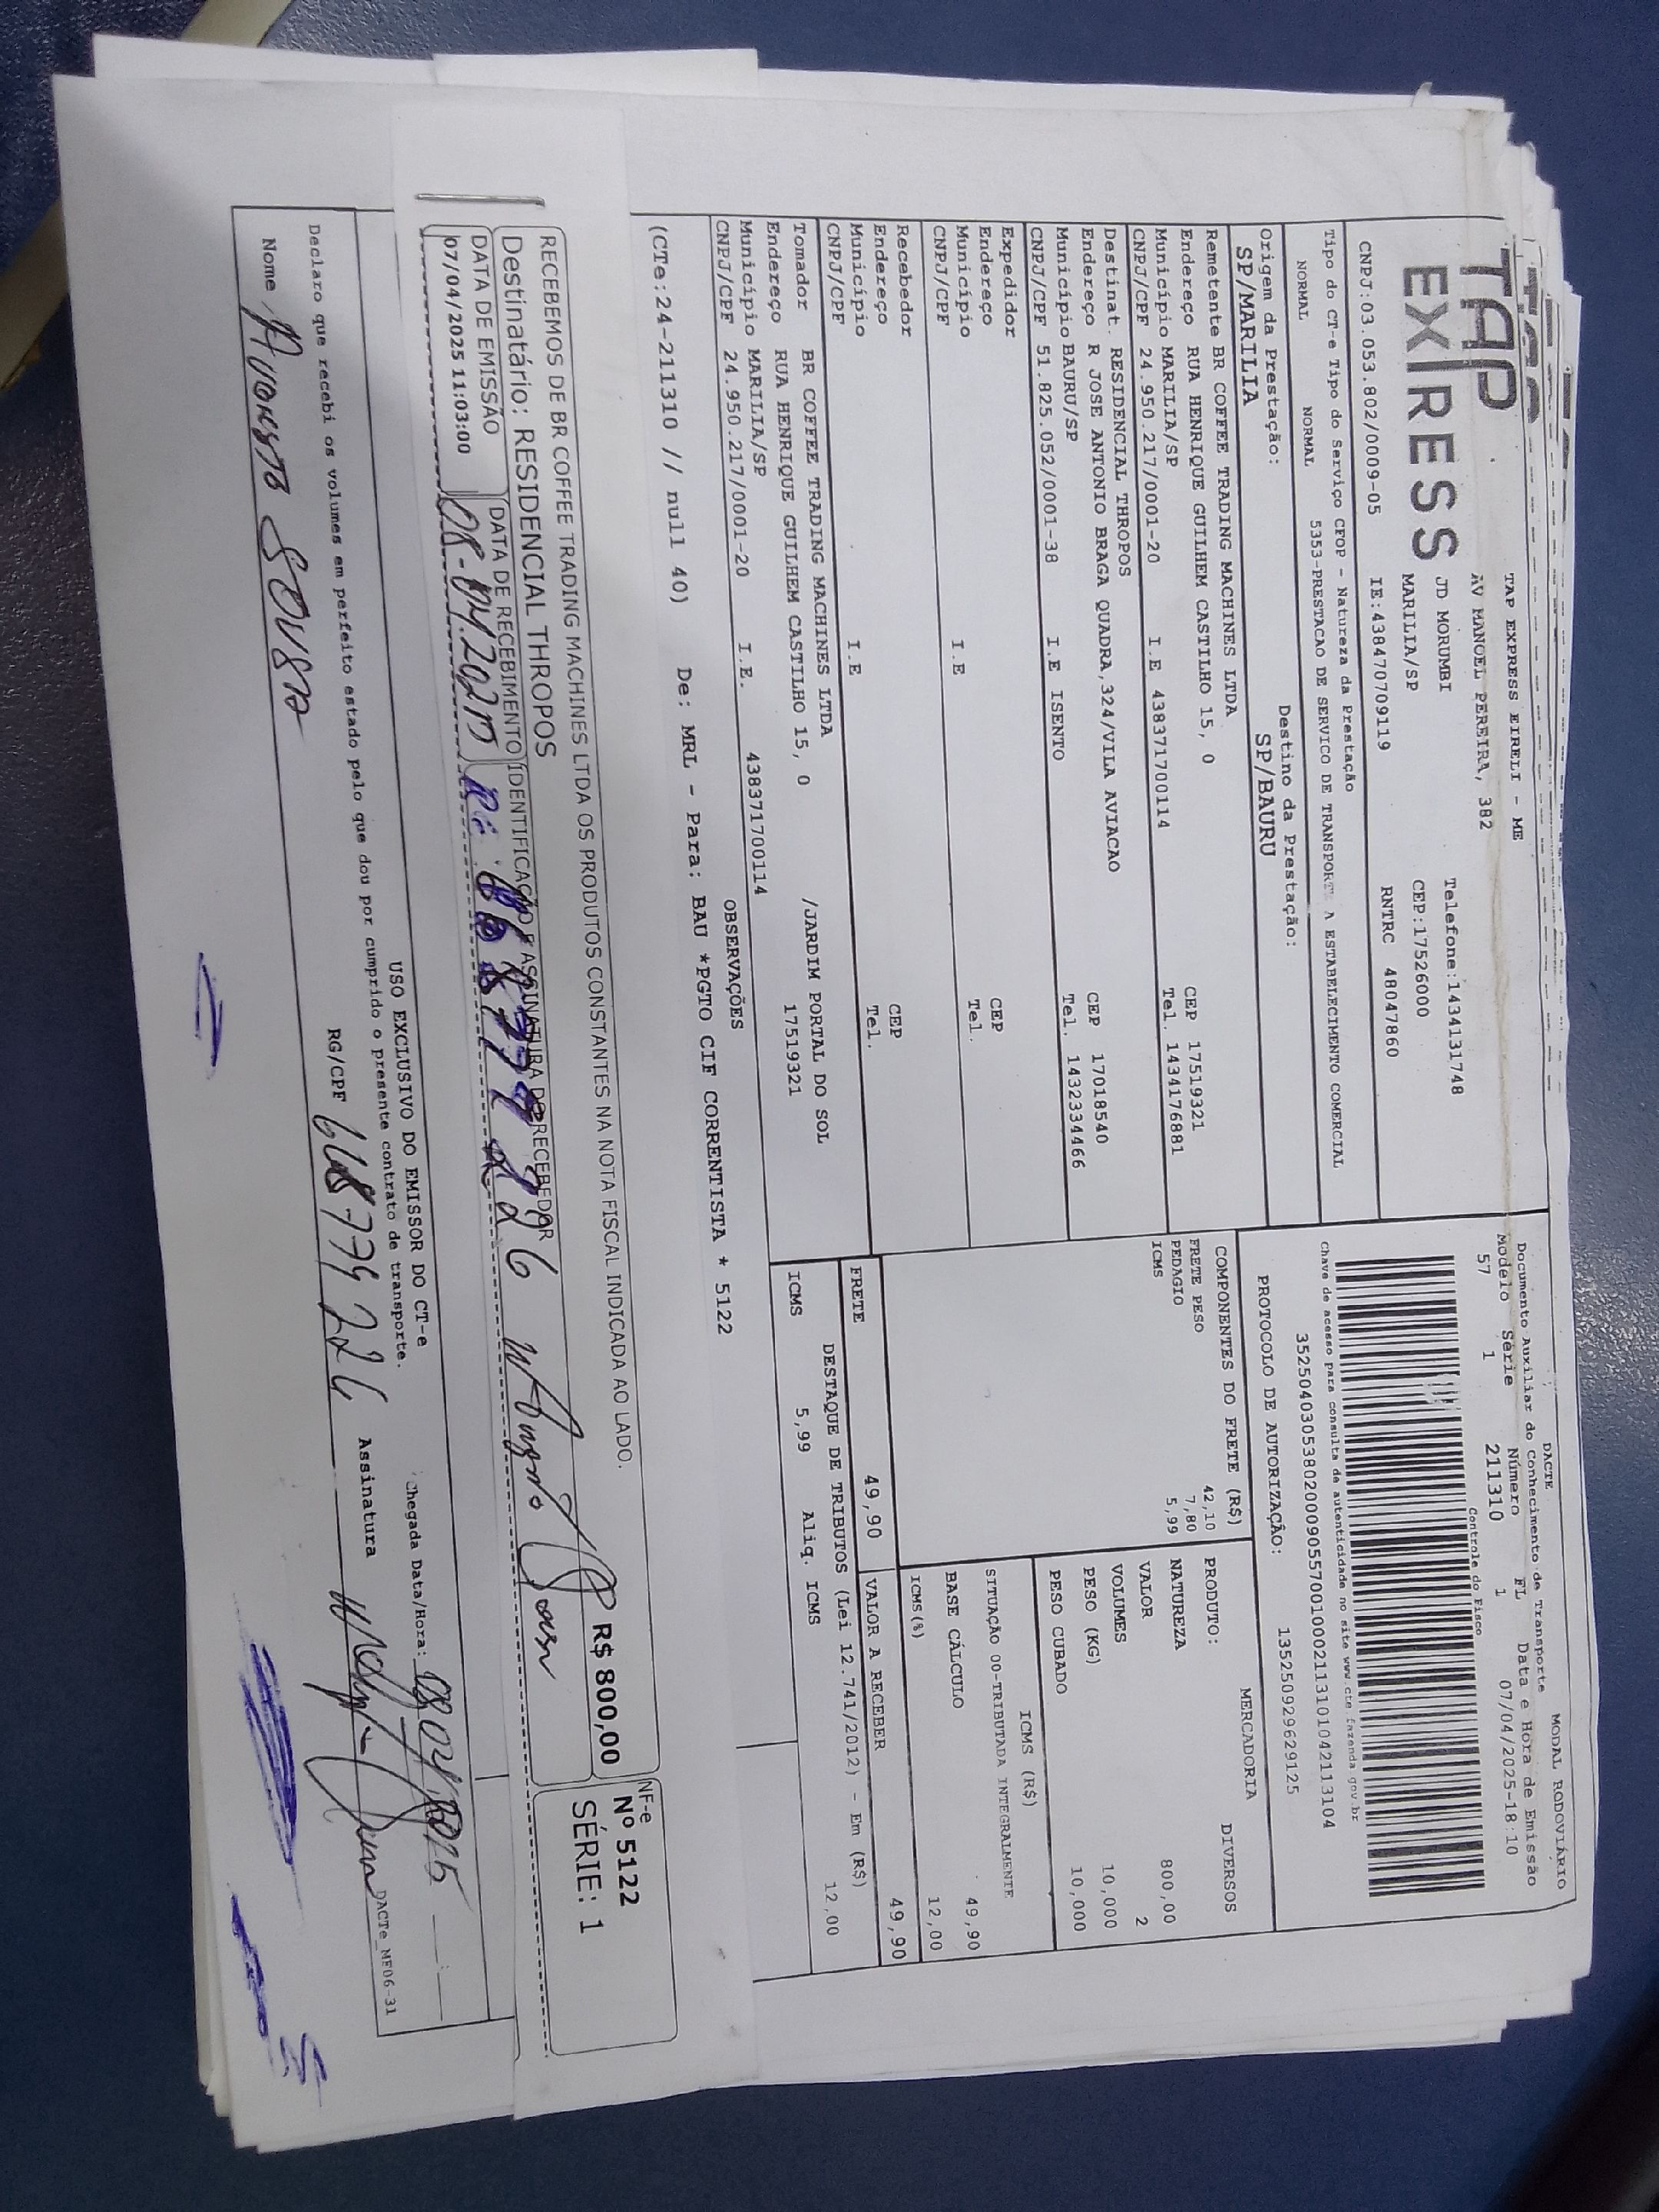 TAP EXPRESS
TAP EXPRESS EIRELI - ME
AV MANOEL PEREIRA, 382
JD MORUMBI Telefone:1434131748
MARILIA/SP CEP:17526000
IE:438470709119 RNTRC 48047860
CNPJ:03.053.802/0009-05
Tipo do CT-e Tipo do Serviço CFOP - Natureza da Prestação
NORMAL NORMAL 5353-PRESTACAO DE SERVICO DE TRANSPORTE A ESTABELECIMENTO COMERCIAL
Origem da Prestação: Destino da Prestação:
SP/MARILIA SP/BAURU
Remetente BR COFFEE TRADING MACHINES LTDA
Endereço RUA HENRIQUE GUILHEM CASTILHO 15, 0 CEP 17519321
Município MARILIA/SP Tel. 1434176881
CNPJ/CPF 24.950.217/0001-20 I.E 438371700114
Destinat. RESIDENCIAL THROPOS
Endereço R JOSE ANTONIO BRAGA QUADRA,324/VILA AVIACAO CEP 17018540
Município BAURU/SP Tel. 1432334466
CNPJ/CPF 51.825.052/0001-38 I.E ISENTO
Expedidor
Endereço CEP
Município Tel.
CNPJ/CPF I.E
Recebedor
Endereço CEP
Município Tel.
CNPJ/CPF I.E
Tomador BR COFFEE TRADING MACHINES LTDA
Endereço RUA HENRIQUE GUILHEM CASTILHO 15, 0 /JARDIM PORTAL DO SOL
Município MARILIA/SP 17519321
CNPJ/CPF 24.950.217/0001-20 I.E. 438371700114
DACTE MODAL RODOVIÁRIO
Documento Auxiliar do Conhecimento de Transporte
Modelo Série Número FL Data e Hora de Emissão
57 1 211310 1 07/04/2025-18:10
Controle do Fisco
Chave de acesso para consulta de autenticidade no site www.cte.fazenda.gov.br
35250403053802000905570010002113101042113104
PROTOCOLO DE AUTORIZAÇÃO: 135250929629125
COMPONENTES DO FRETE (R$)
FRETE PESO 42,10
PEDAGIO 7,80
ICMS 5,99
MERCADORIA
PRODUTO: DIVERSOS
NATUREZA
VALOR 800,00
VOLUMES 2
PESO (KG) 10,000
PESO CUBADO 10,000
ICMS (R$)
SITUAÇÃO 00-TRIBUTADA INTEGRALMENTE
BASE CÁLCULO 49,90
ICMS(%) 12,00
FRETE 49,90 VALOR A RECEBER 49,90
DESTAQUE DE TRIBUTOS (Lei 12.741/2012) - Em (R$)
ICMS 5,99 Aliq. ICMS 12,00
OBSERVAÇÕES
(CTe:24-211310 // null 40) De: MRL - Para: BAU *PGTO CIF CORRENTISTA * 5122
RECEBEMOS DE BR COFFEE TRADING MACHINES LTDA OS PRODUTOS CONSTANTES NA NOTA FISCAL INDICADA AO LADO.
Destinatário: RESIDENCIAL THROPOS R$ 800,00
DATA DE EMISSÃO DATA DE RECEBIMENTO IDENTIFICAÇÃO E ASSINATURA DO RECEBEDOR
07/04/2025 11:03:00
NF-e
Nº 5122
SÉRIE: 1
USO EXCLUSIVO DO EMISSOR DO CT-e
Declaro que recebi os volumes em perfeito estado pelo que dou por cumprido o presente contrato de transporte.
Chegada Data/Hora:
Nome RG/CPF Assinatura
DACTe_MF06-31